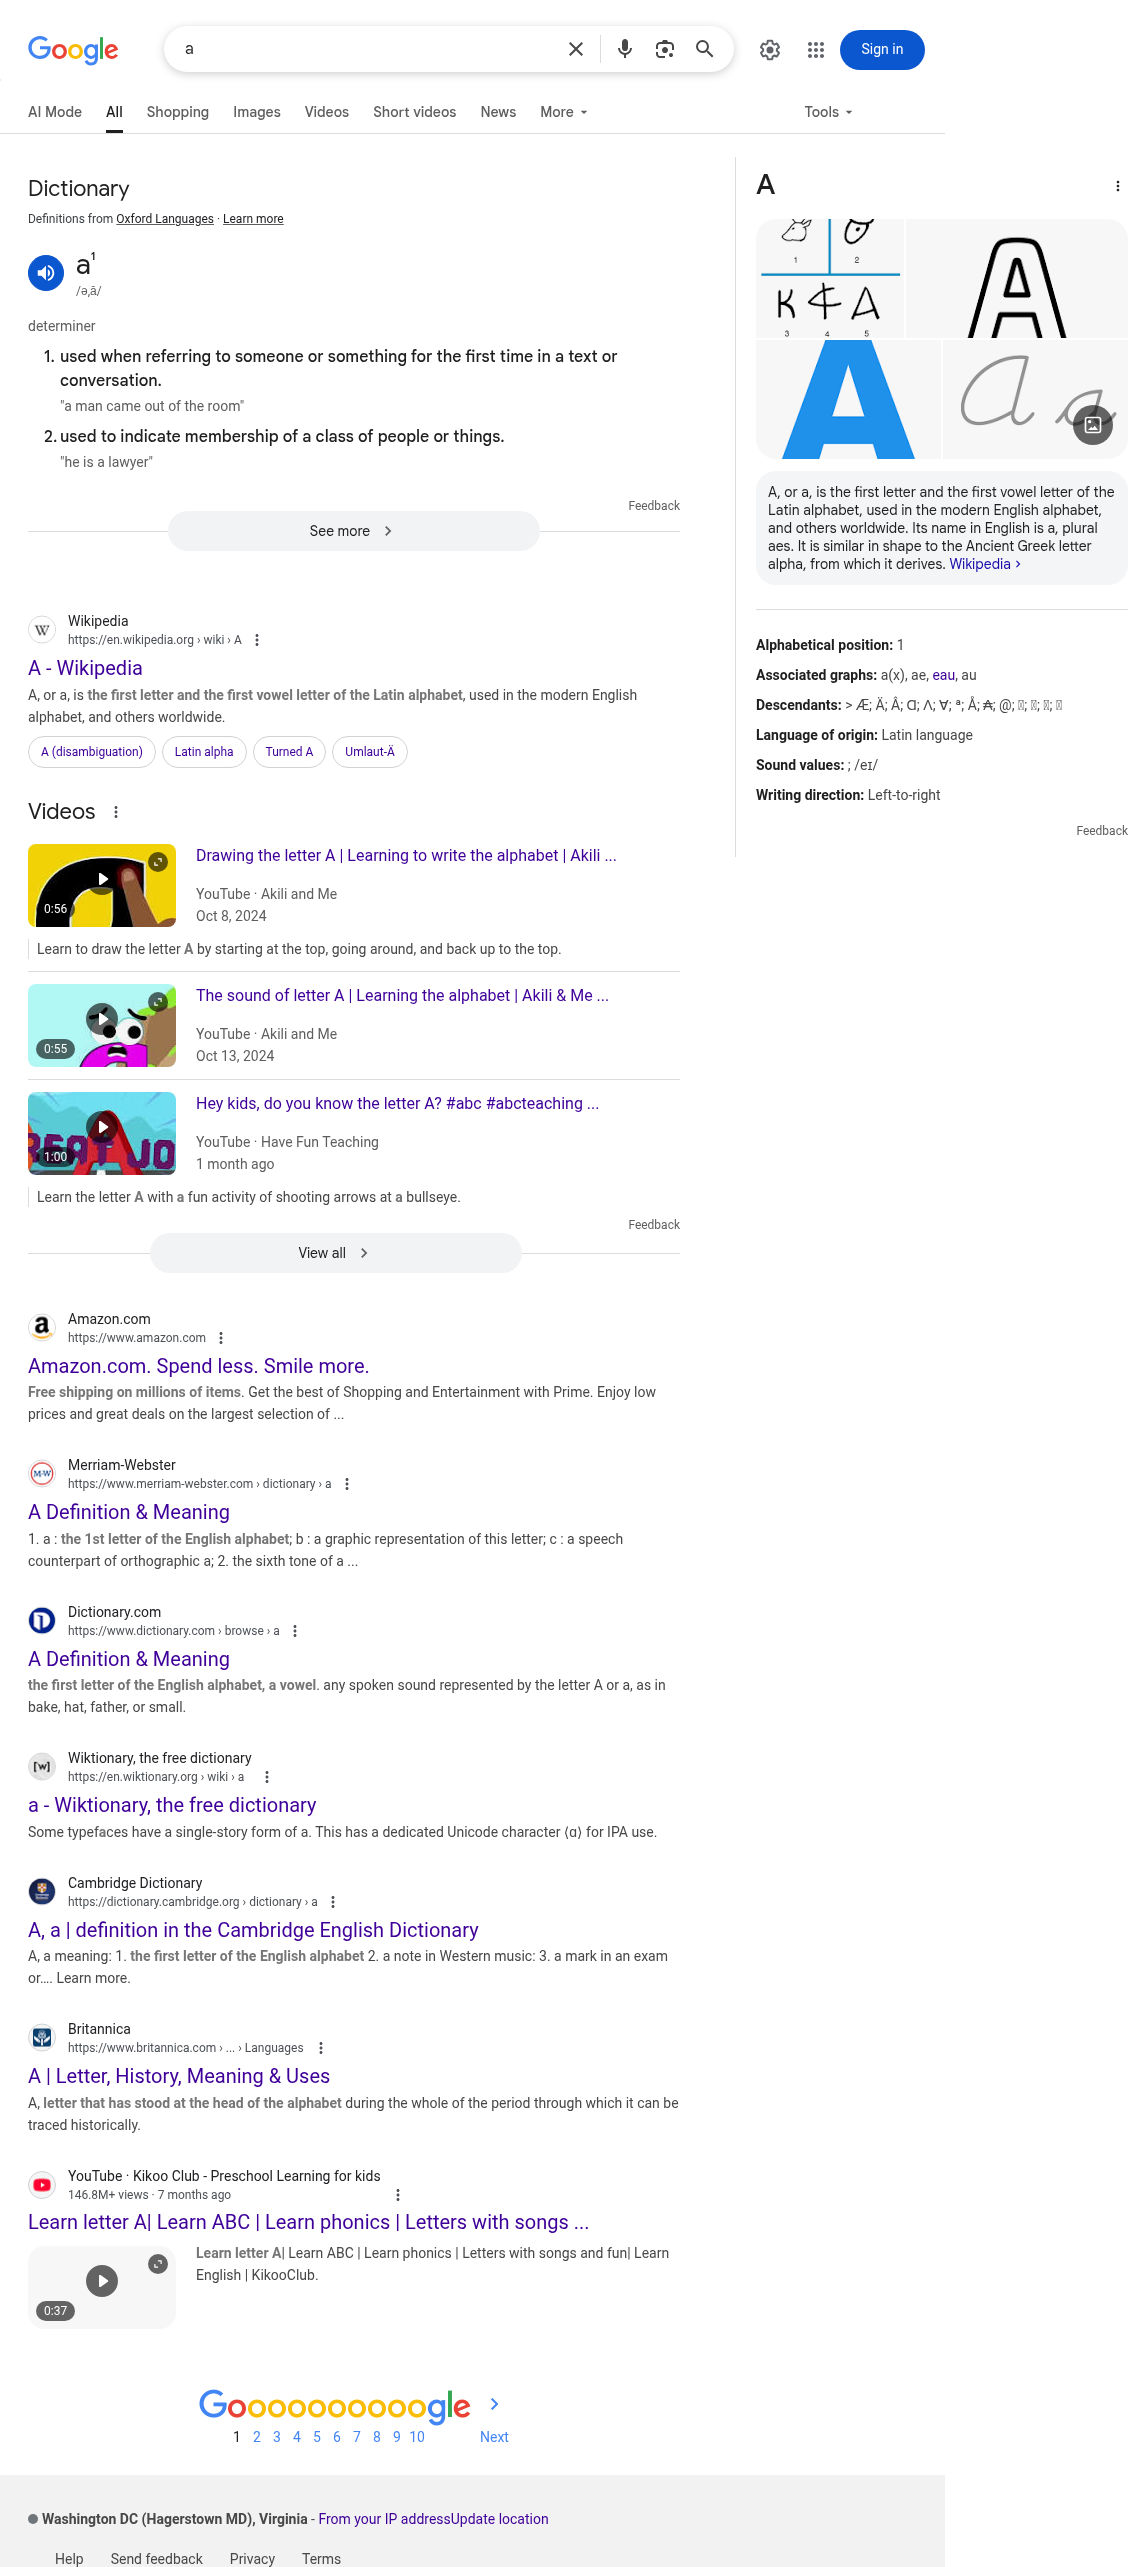 Google
a
Sign in
AI Mode
All
Shopping
Images
Videos
Short videos
News
More
Tools
Dictionary
Definitions from Oxford Languages · Learn more
a¹
/ə,ā/
determiner
1. used when referring to someone or something for the first time in a text or
conversation.
"a man came out of the room"
2. used to indicate membership of a class of people or things.
"he is a lawyer"
Feedback
See more
Wikipedia
https://en.wikipedia.org › wiki › A
A - Wikipedia
A, or a, is the first letter and the first vowel letter of the Latin alphabet, used in the modern English
alphabet, and others worldwide.
A (disambiguation)
Latin alpha
Turned A
Umlaut-Ä
Videos
0:56
Drawing the letter A | Learning to write the alphabet | Akili ...
YouTube · Akili and Me
Oct 8, 2024
Learn to draw the letter A by starting at the top, going around, and back up to the top.
0:55
The sound of letter A | Learning the alphabet | Akili & Me ...
YouTube · Akili and Me
Oct 13, 2024
1:00
Hey kids, do you know the letter A? #abc #abcteaching ...
YouTube · Have Fun Teaching
1 month ago
Learn the letter A with a fun activity of shooting arrows at a bullseye.
Feedback
View all
Amazon.com
https://www.amazon.com
Amazon.com. Spend less. Smile more.
Free shipping on millions of items. Get the best of Shopping and Entertainment with Prime. Enjoy low
prices and great deals on the largest selection of ...
Merriam-Webster
https://www.merriam-webster.com › dictionary › a
A Definition & Meaning
1. a : the 1st letter of the English alphabet; b : a graphic representation of this letter; c : a speech
counterpart of orthographic a; 2. the sixth tone of a ...
Dictionary.com
https://www.dictionary.com › browse › a
A Definition & Meaning
the first letter of the English alphabet, a vowel. any spoken sound represented by the letter A or a, as in
bake, hat, father, or small.
Wiktionary, the free dictionary
https://en.wiktionary.org › wiki › a
a - Wiktionary, the free dictionary
Some typefaces have a single-story form of a. This has a dedicated Unicode character ⟨ɑ⟩ for IPA use.
Cambridge Dictionary
https://dictionary.cambridge.org › dictionary › a
A, a | definition in the Cambridge English Dictionary
A, a meaning: 1. the first letter of the English alphabet 2. a note in Western music: 3. a mark in an exam
or.... Learn more.
Britannica
https://www.britannica.com › ... › Languages
A | Letter, History, Meaning & Uses
A, letter that has stood at the head of the alphabet during the whole of the period through which it can be
traced historically.
YouTube · Kikoo Club - Preschool Learning for kids
146.8M+ views · 7 months ago
Learn letter A| Learn ABC | Learn phonics | Letters with songs ...
0:37
Learn letter A| Learn ABC | Learn phonics | Letters with songs and fun| Learn
English | KikooClub.
A
1 2
3 4 5
A
A
a
A, or a, is the first letter and the first vowel letter of the
Latin alphabet, used in the modern English alphabet,
and others worldwide. Its name in English is a, plural
aes. It is similar in shape to the Ancient Greek letter
alpha, from which it derives. Wikipedia
Alphabetical position: 1
Associated graphs: a(x), ae, eau, au
Descendants: > Æ; Ä; Â; Ɑ; Λ; Ɐ; ª; Å; ₳; @;
Language of origin: Latin language
Sound values: ; /eɪ/
Writing direction: Left-to-right
Feedback
Goooooooooogle
1 2 3 4 5 6 7 8 9 10 Next
Washington DC (Hagerstown MD), Virginia - From your IP addressUpdate location
Help
Send feedback
Privacy
Terms